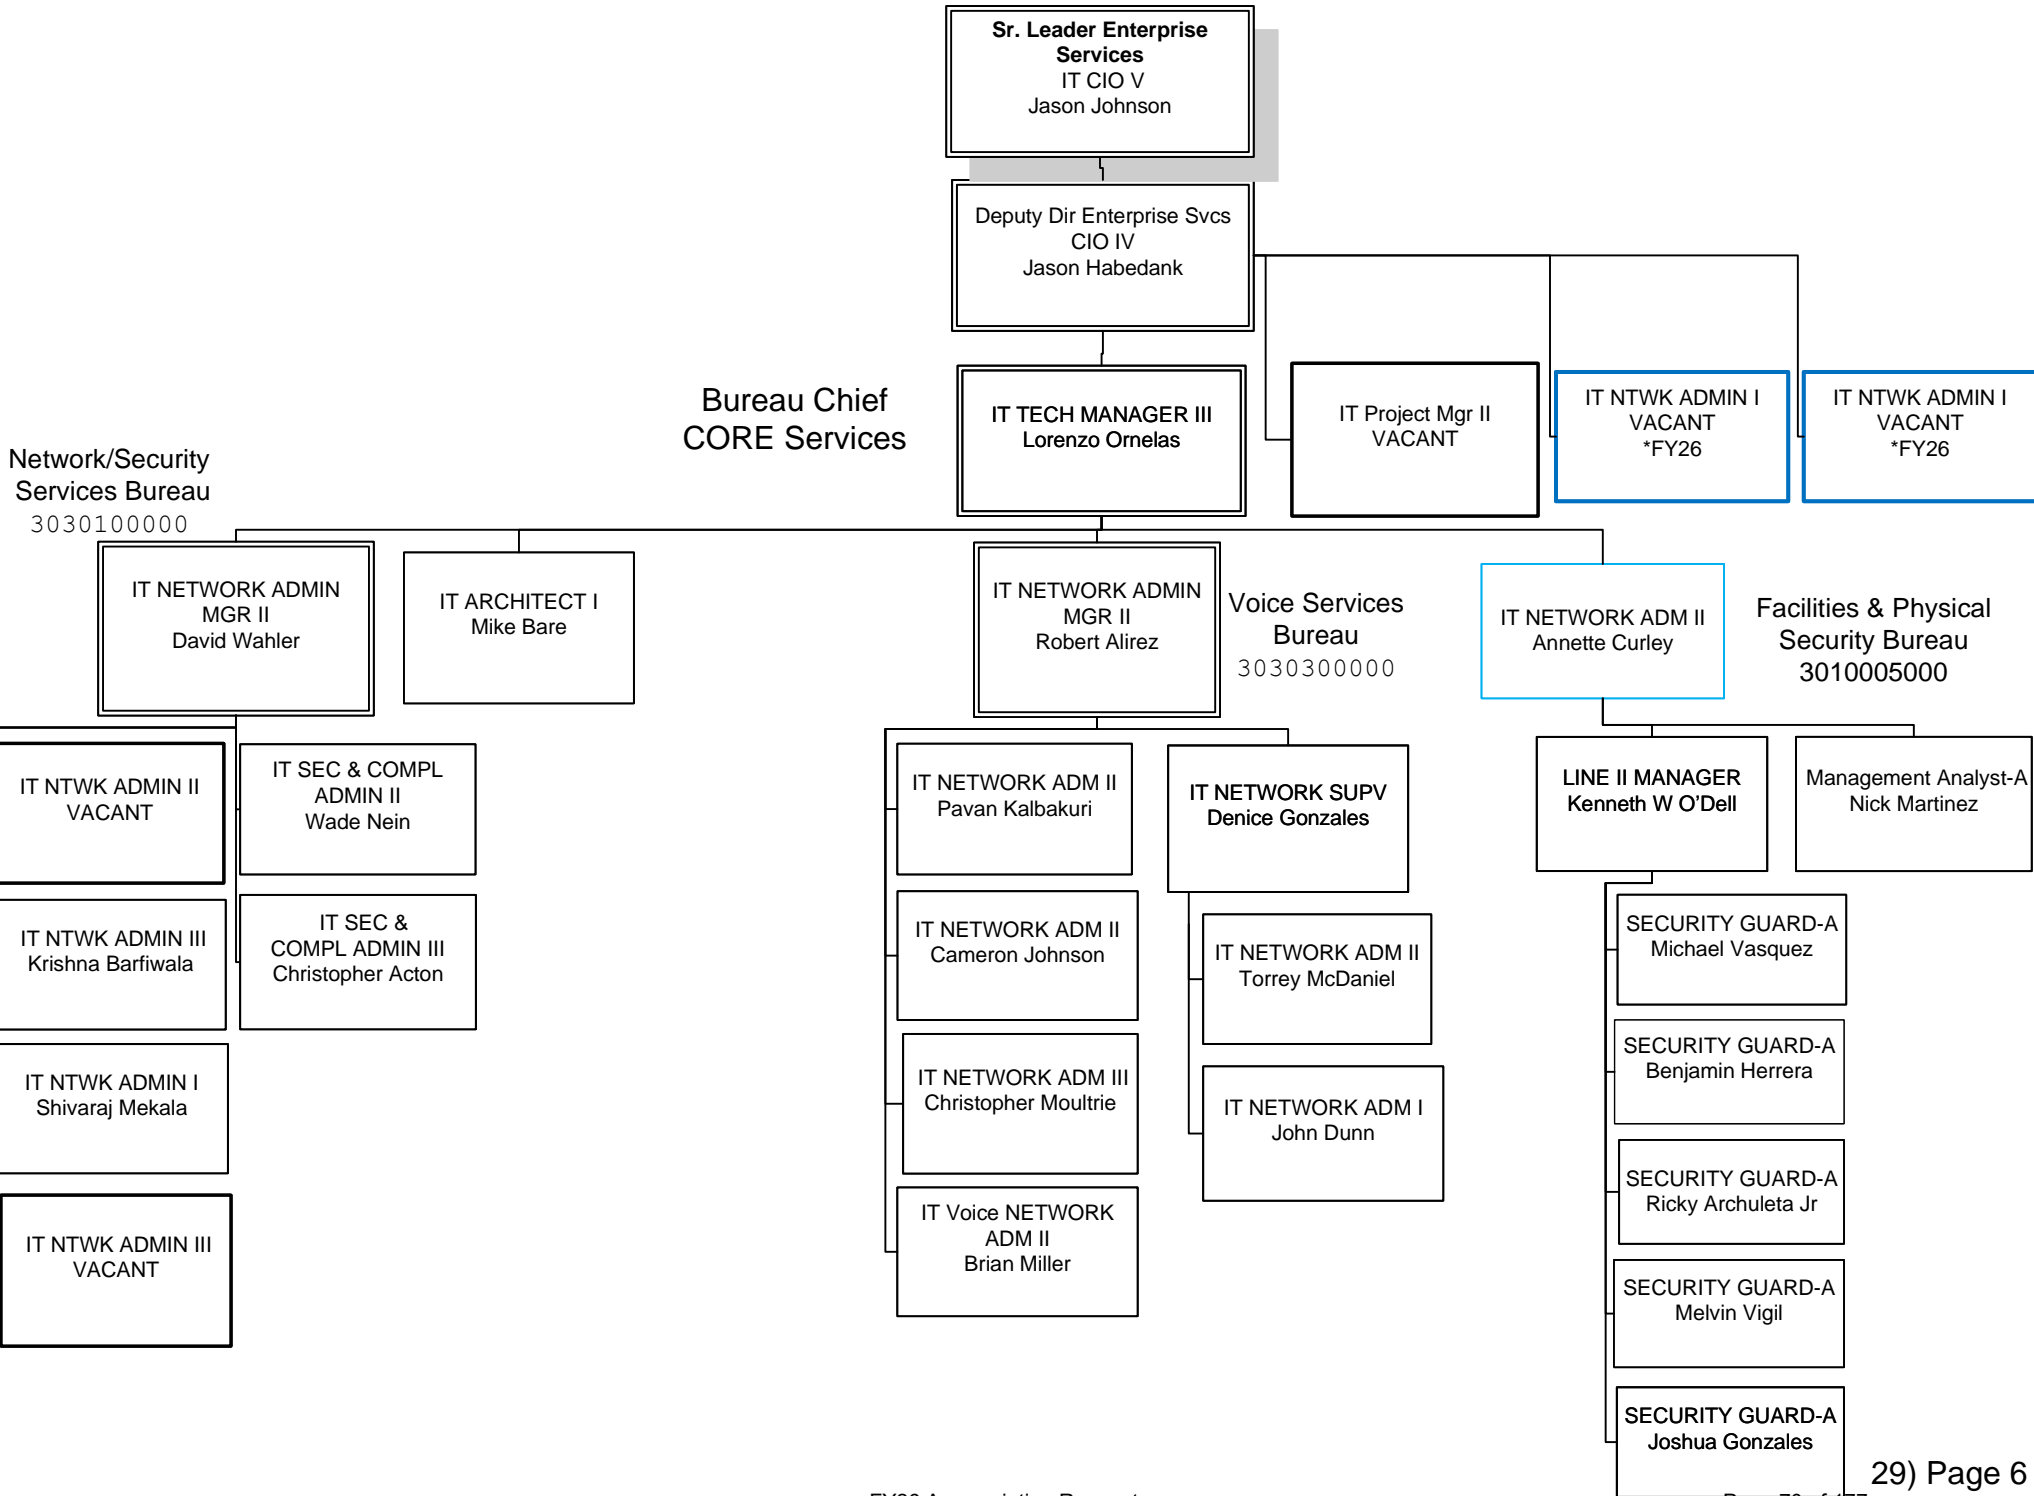 Sr. Leader Enterprise
Services
IT CIO V
Jason Johnson
Deputy Dir Enterprise Svcs
CIO IV
Jason Habedank
Bureau Chief
CORE Services
IT TECH MANAGER III
Lorenzo Ornelas
IT Project Mgr II
VACANT
IT NTWK ADMIN I
VACANT
*FY26
IT NTWK ADMIN I
VACANT
*FY26
Network/Security
Services Bureau
3030100000
IT NETWORK ADMIN
MGR II
David Wahler
IT ARCHITECT I
Mike Bare
IT NETWORK ADMIN
MGR II
Robert Alirez
Voice Services
Bureau
3030300000
IT NETWORK ADM II
Annette Curley
Facilities & Physical
Security Bureau
3010005000
IT NTWK ADMIN II
VACANT
IT SEC & COMPL
ADMIN II
Wade Nein
IT NTWK ADMIN III
Krishna Barfiwala
IT SEC &
COMPL ADMIN III
Christopher Acton
IT NTWK ADMIN I
Shivaraj Mekala
IT NTWK ADMIN III
VACANT
IT NETWORK ADM II
Pavan Kalbakuri
IT NETWORK SUPV
Denice Gonzales
IT NETWORK ADM II
Cameron Johnson
IT NETWORK ADM II
Torrey McDaniel
IT NETWORK ADM III
Christopher Moultrie
IT NETWORK ADM I
John Dunn
IT Voice NETWORK
ADM II
Brian Miller
LINE II MANAGER
Kenneth W O'Dell
Management Analyst-A
Nick Martinez
SECURITY GUARD-A
Michael Vasquez
SECURITY GUARD-A
Benjamin Herrera
SECURITY GUARD-A
Ricky Archuleta Jr
SECURITY GUARD-A
Melvin Vigil
SECURITY GUARD-A
Joshua Gonzales
29) Page 6